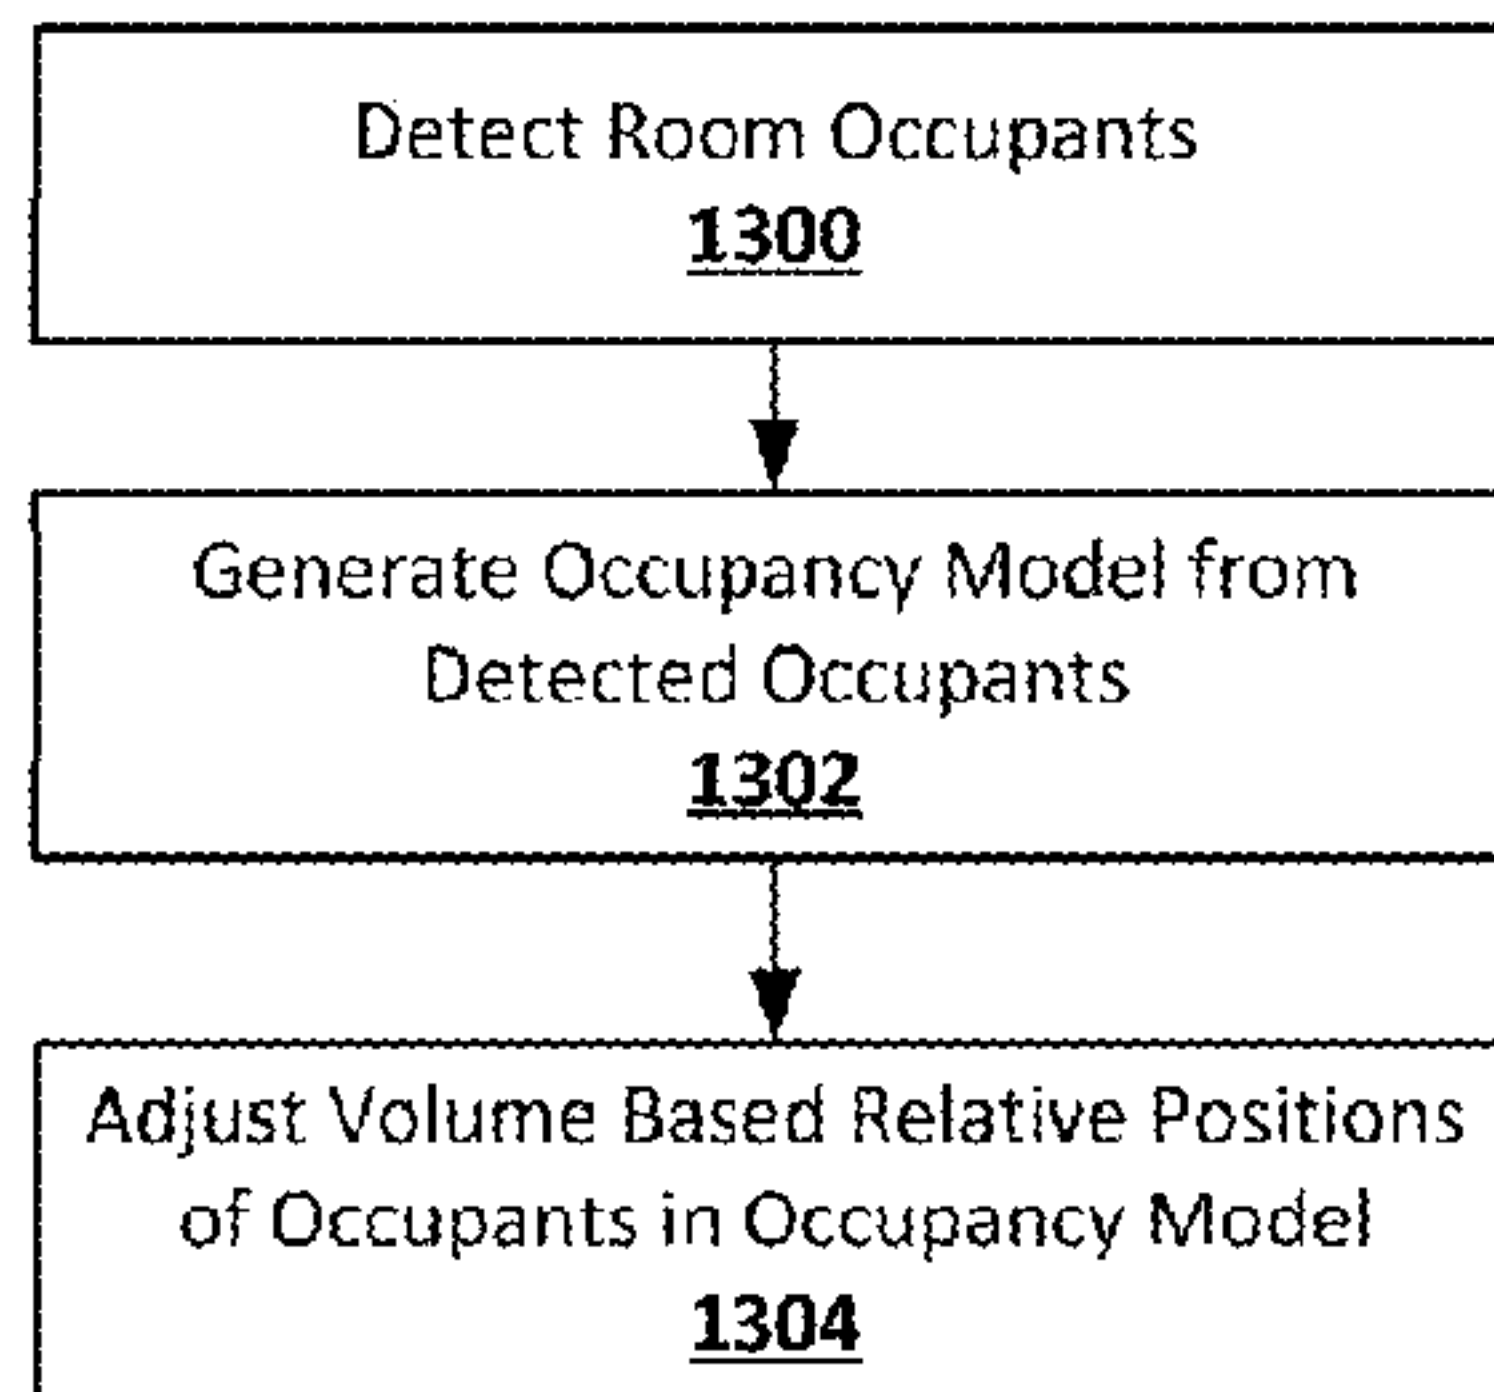 Detect Room Occupants
1300
Generate Occupancy Model from
Detected Occupants
1302
Adjust Volume Based Relative Positions
of Occupants in Occupancy Model
1304